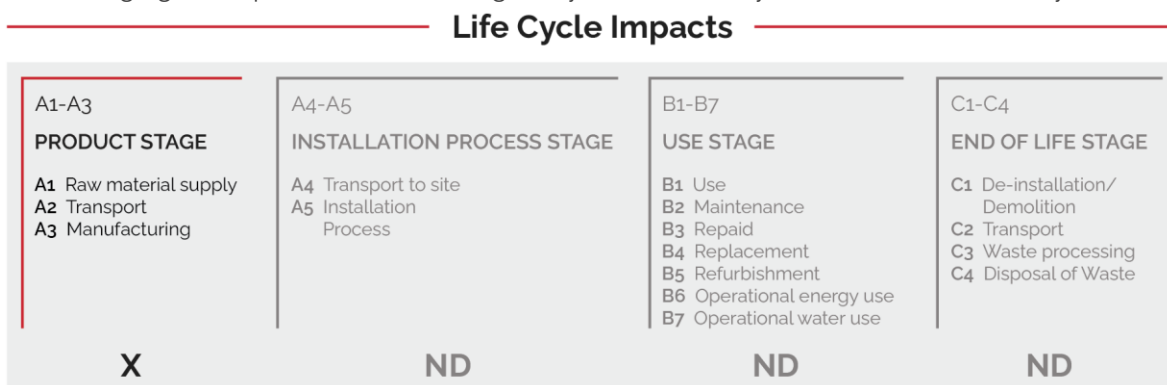 Life Cycle Impacts
A1-A3
PRODUCT STAGE
A1 Raw material supply
A2 Transport
A3 Manufacturing
X
A4-A5
INSTALLATION PROCESS STAGE
A4 Transport to site
A5 Installation
Process
ND
B1-B7
USE STAGE
B1 Use
B2 Maintenance
B3 Repaid
B4 Replacement
B5 Refurbishment
B6 Operational energy use
B7 Operational water use
ND
C1-C4
END OF LIFE STAGE
C1 De-installation/
Demolition
C2 Transport
C3 Waste processing
C4 Disposal of Waste
ND